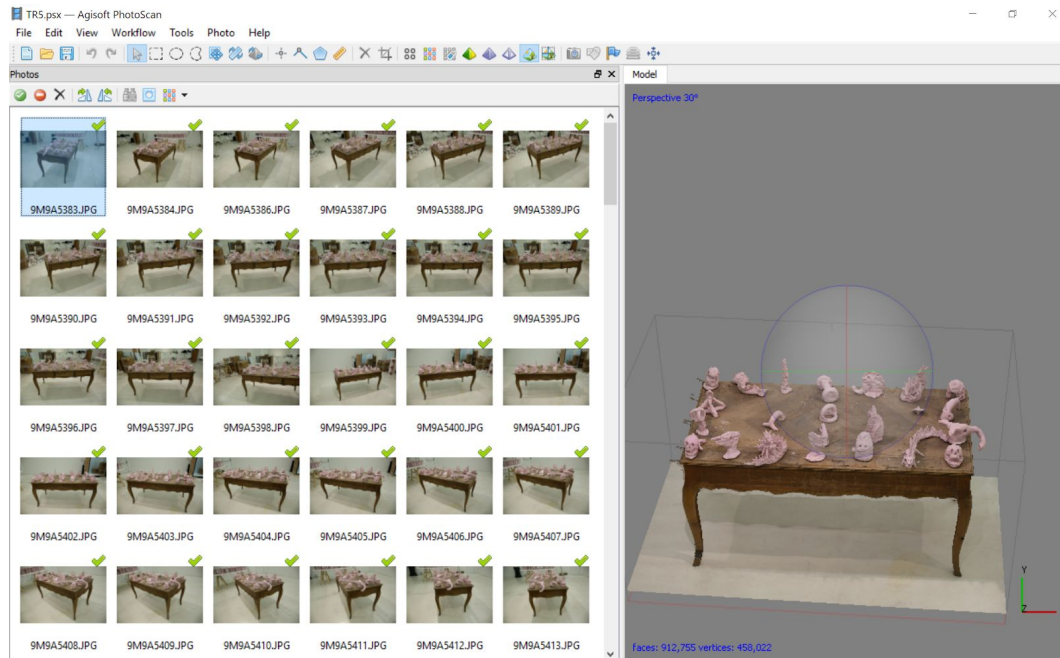 TR5.psx — Agisoft PhotoScan
File Edit View Workflow Tools Photo Help
Photos
Model
Perspective 30°
9M9A5383.JPG 9M9A5384.JPG 9M9A5386.JPG 9M9A5387.JPG 9M9A5388.JPG 9M9A5389.JPG
9M9A5390.JPG 9M9A5391.JPG 9M9A5392.JPG 9M9A5393.JPG 9M9A5394.JPG 9M9A5395.JPG
9M9A5396.JPG 9M9A5397.JPG 9M9A5398.JPG 9M9A5399.JPG 9M9A5400.JPG 9M9A5401.JPG
9M9A5402.JPG 9M9A5403.JPG 9M9A5404.JPG 9M9A5405.JPG 9M9A5406.JPG 9M9A5407.JPG
9M9A5408.JPG 9M9A5409.JPG 9M9A5410.JPG 9M9A5411.JPG 9M9A5412.JPG 9M9A5413.JPG
Y
Z
faces: 912,755 vertices: 458,022